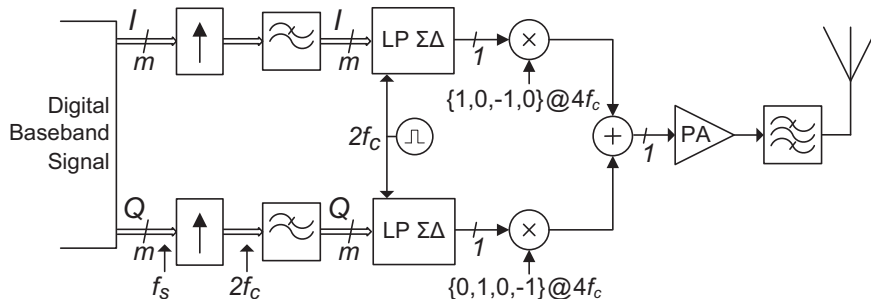 I
m
I
m
LP ΣΔ
1
×
{1,0,-1,0}@4fc
Digital
Baseband
Signal
2fc
+
1
PA
Q
m
Q
m
LP ΣΔ
1
×
fs
2fc
{0,1,0,-1}@4fc